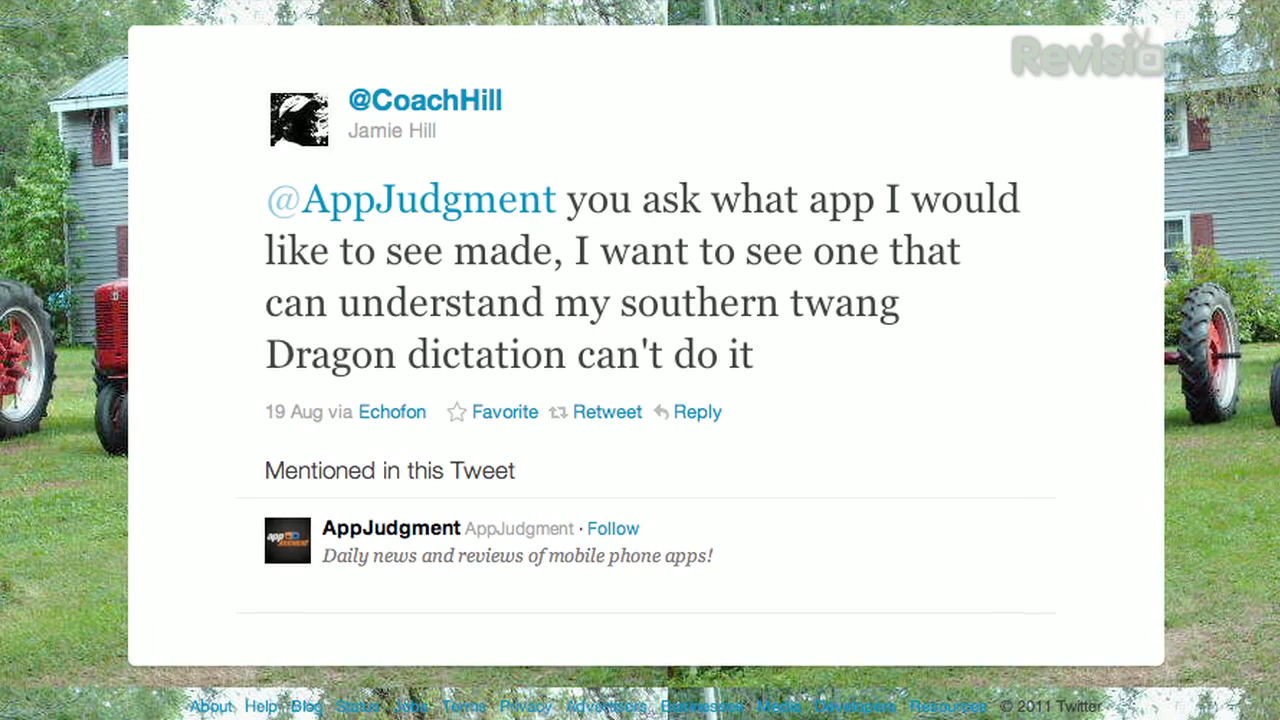 Revisi
@CoachHill
Jamie Hill
@AppJudgment you ask what app I would
like to see made, I want to see one that
can understand my southern twang
Dragon dictation can't do it
19 Aug via Echofon Favorite Retweet Reply
Mentioned in this Tweet
AppJudgment AppJudgment · Follow
Daily news and reviews of mobile phone apps!
About Help Blog Status Jobs Terms Privacy Advertisers Businesses Media Developers Resources © 2011 Twitter